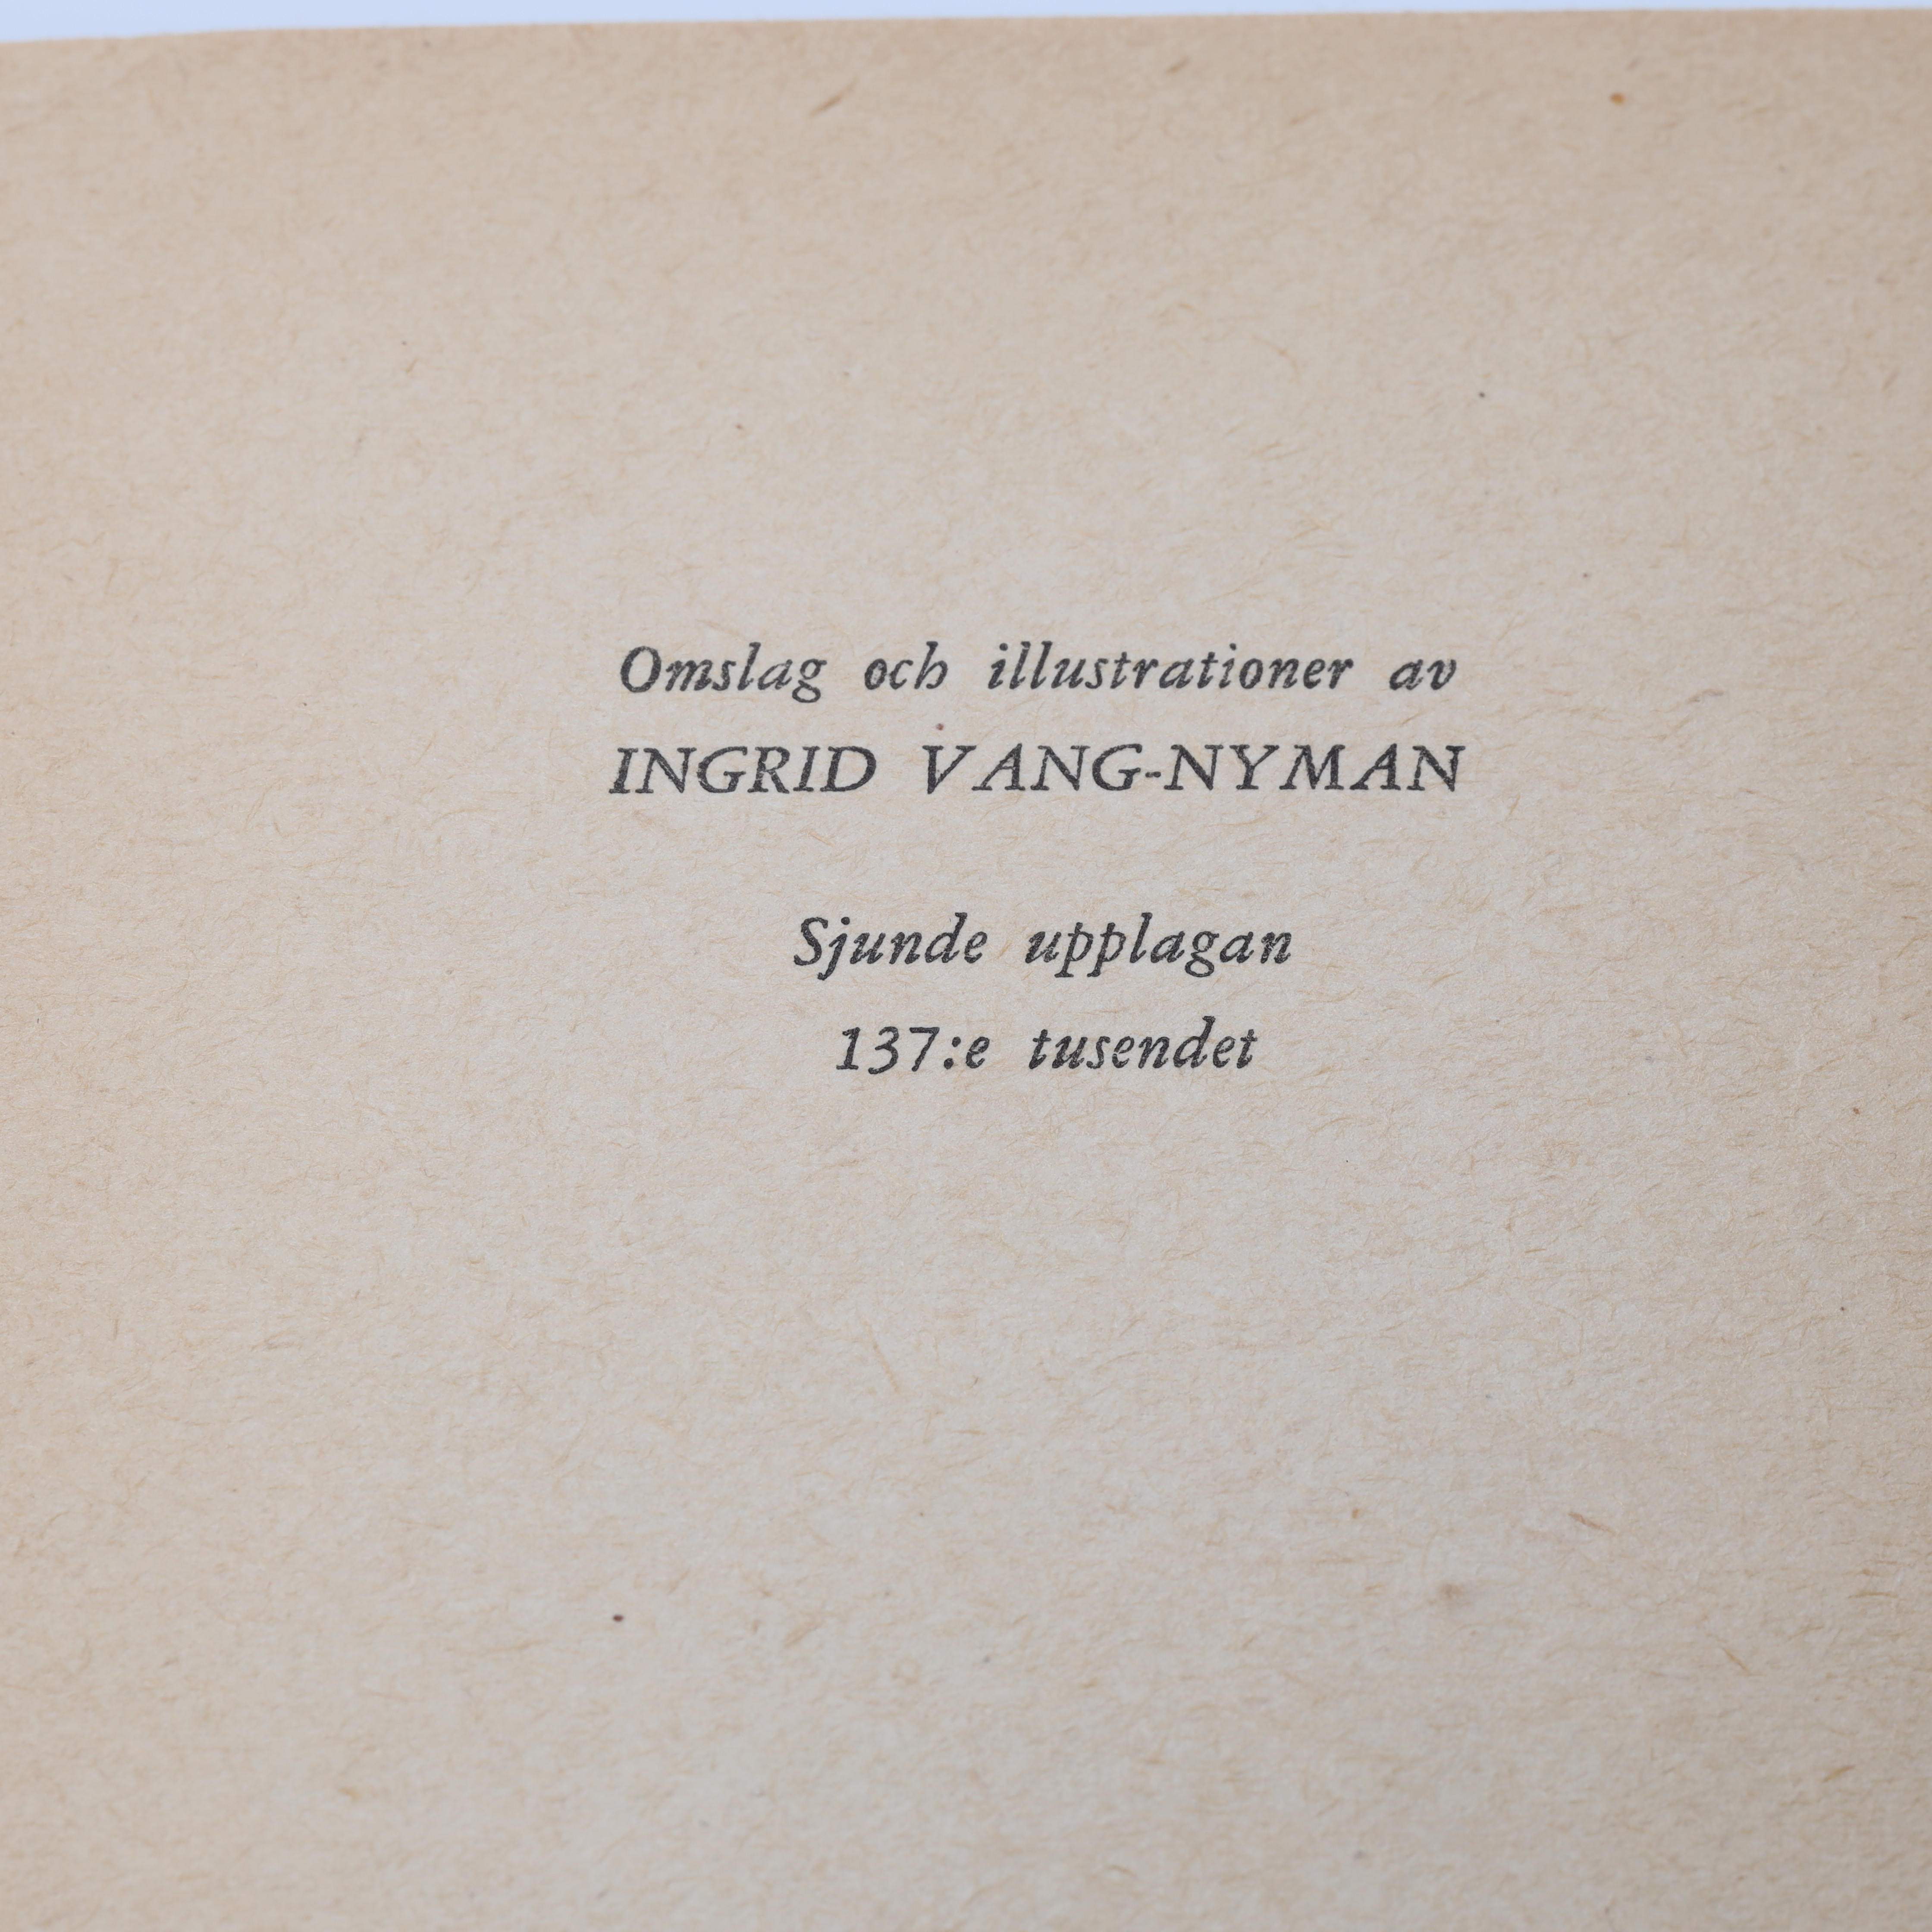 Omslag och illustrationer av
INGRID VANG-NYMAN
Sjunde upplagan
137:e tusendet